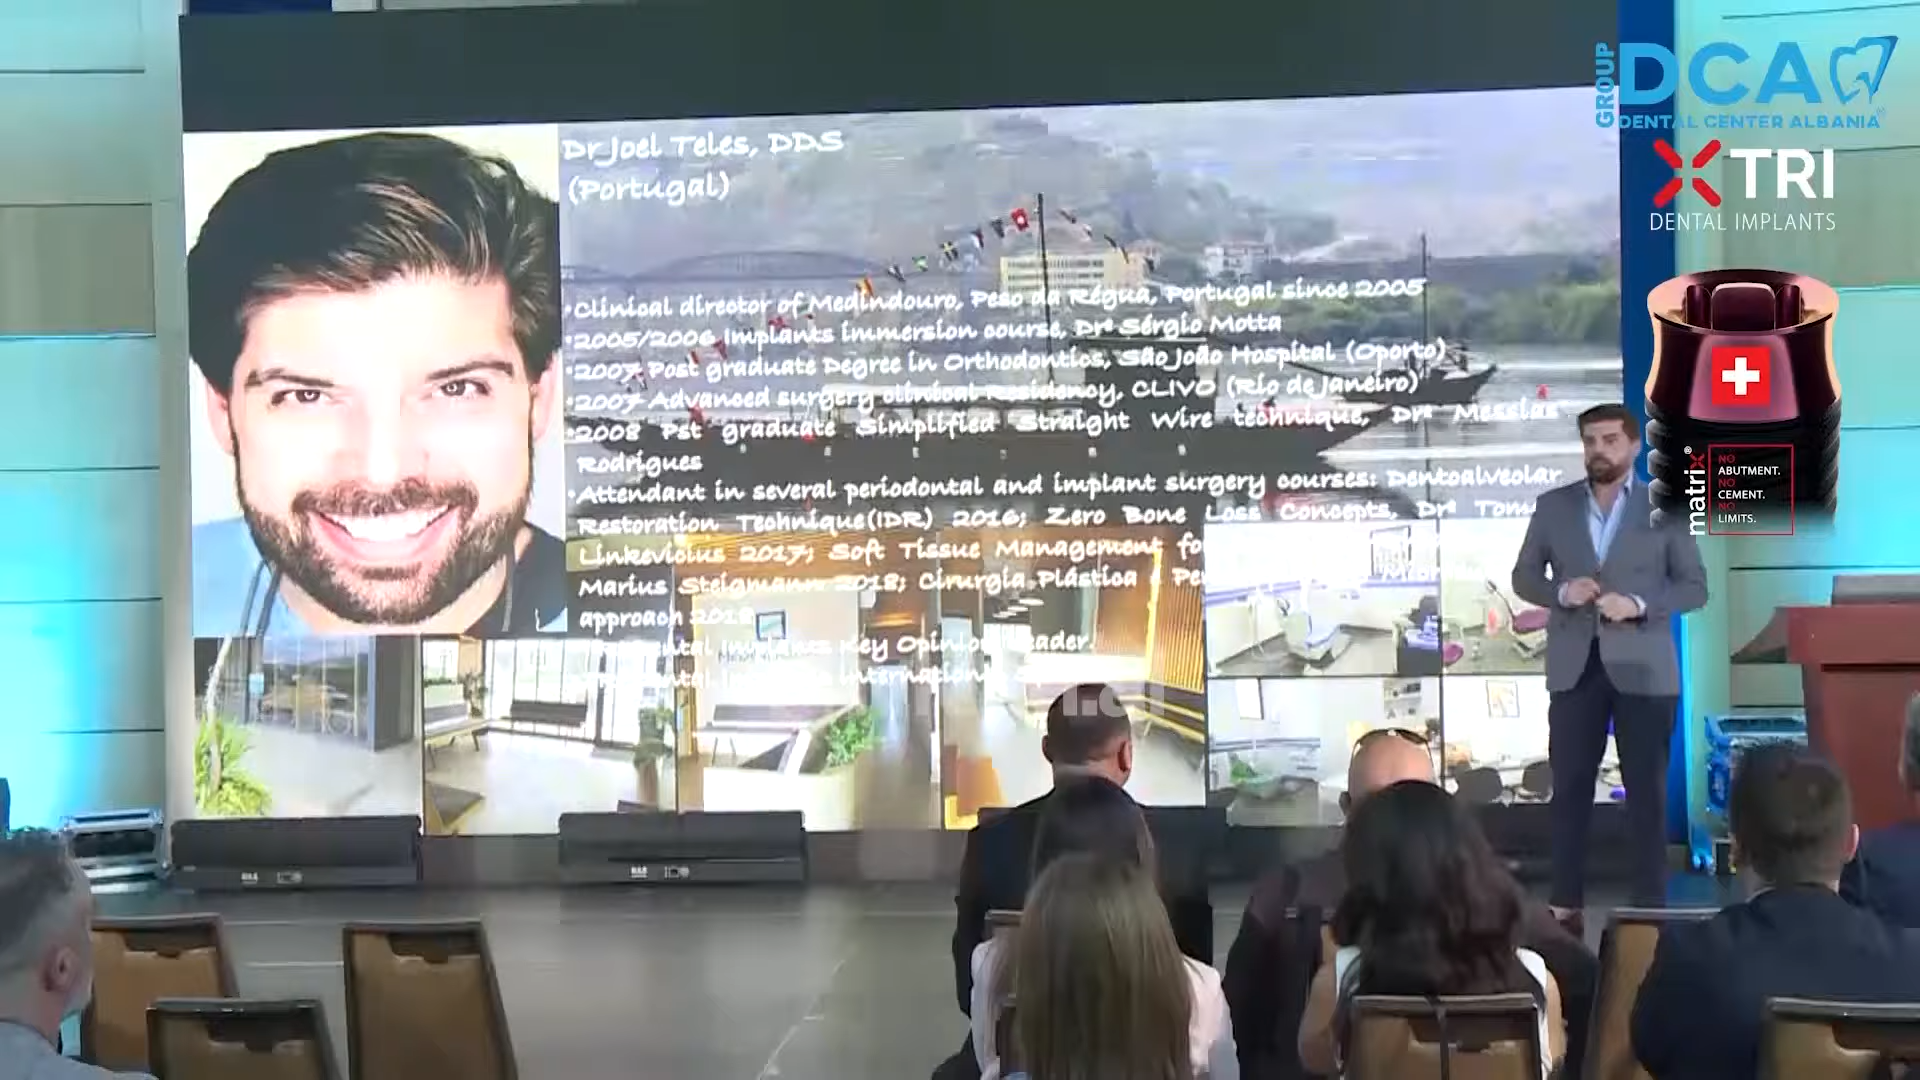 Dr Joel Teles, DDS
(Portugal)
•Clinical director of Medindouro, Peso da Régua, Portugal since 2005
•2005/2006 Implants immersion course, Drº Sérgio Motta
•2007 Post graduate Degree in Orthodontics, São João Hospital (Oporto)
•2007 Advanced surgery clinical Residency, CLIVO (Rio de Janeiro)
•2008 Pst graduate Simplified Straight Wire technique, Drº Messias
Rodrigues
•Attendant in several periodontal and implant surgery courses: Dentoalveolar
Restoration Technique(IDR) 2016; Zero Bone Loss Concepts, Drº
Linkevicius 2017; Soft Tissue Management
Marius Steigmann 2018; Cirurgia Plástica
approach 2018
Key Opinion
GROUP
DCA
DENTAL CENTER ALBANIA
TRI
DENTAL IMPLANTS
matrix®
NO
ABUTMENT.
NO
CEMENT.
NO
LIMITS.